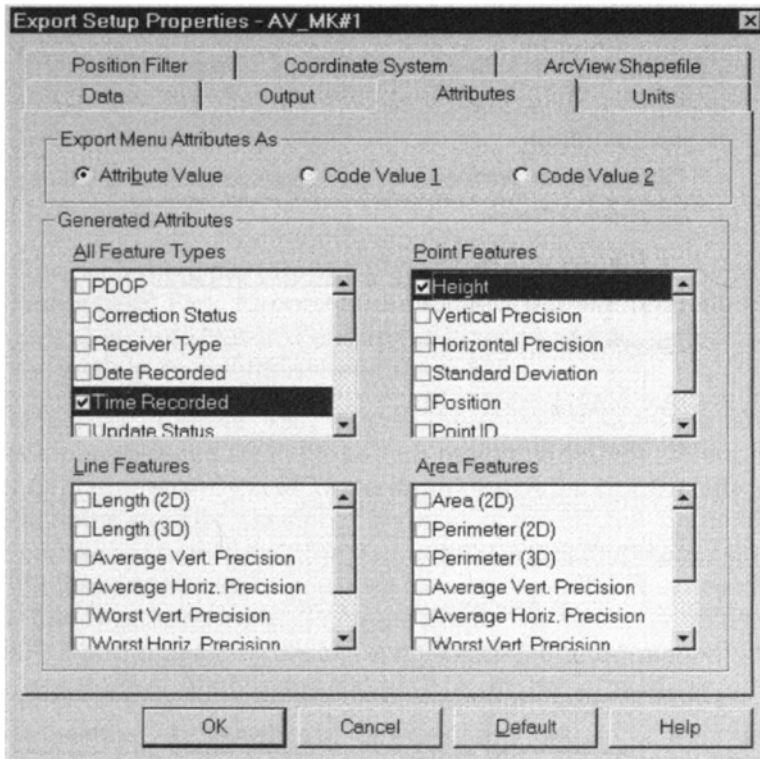 Export Setup Properties - AV_MK#1
Position Filter
Coordinate System
ArcView Shapefile
Data
Output
Attributes
Units
Export Menu Attributes As
Attribute Value
Code Value 1
Code Value 2
Generated Attributes
All Feature Types
PDOP
Correction Status
Receiver Type
Date Recorded
Time Recorded
Update Status
Point Features
Height
Vertical Precision
Horizontal Precision
Standard Deviation
Position
Point ID
Line Features
Length (2D)
Length (3D)
Average Vert. Precision
Average Horiz. Precision
Worst Vert. Precision
Worst Horiz. Precision
Area Features
Area (2D)
Perimeter (2D)
Perimeter (3D)
Average Vert. Precision
Average Horiz. Precision
Worst Vert. Precision
OK
Cancel
Default
Help